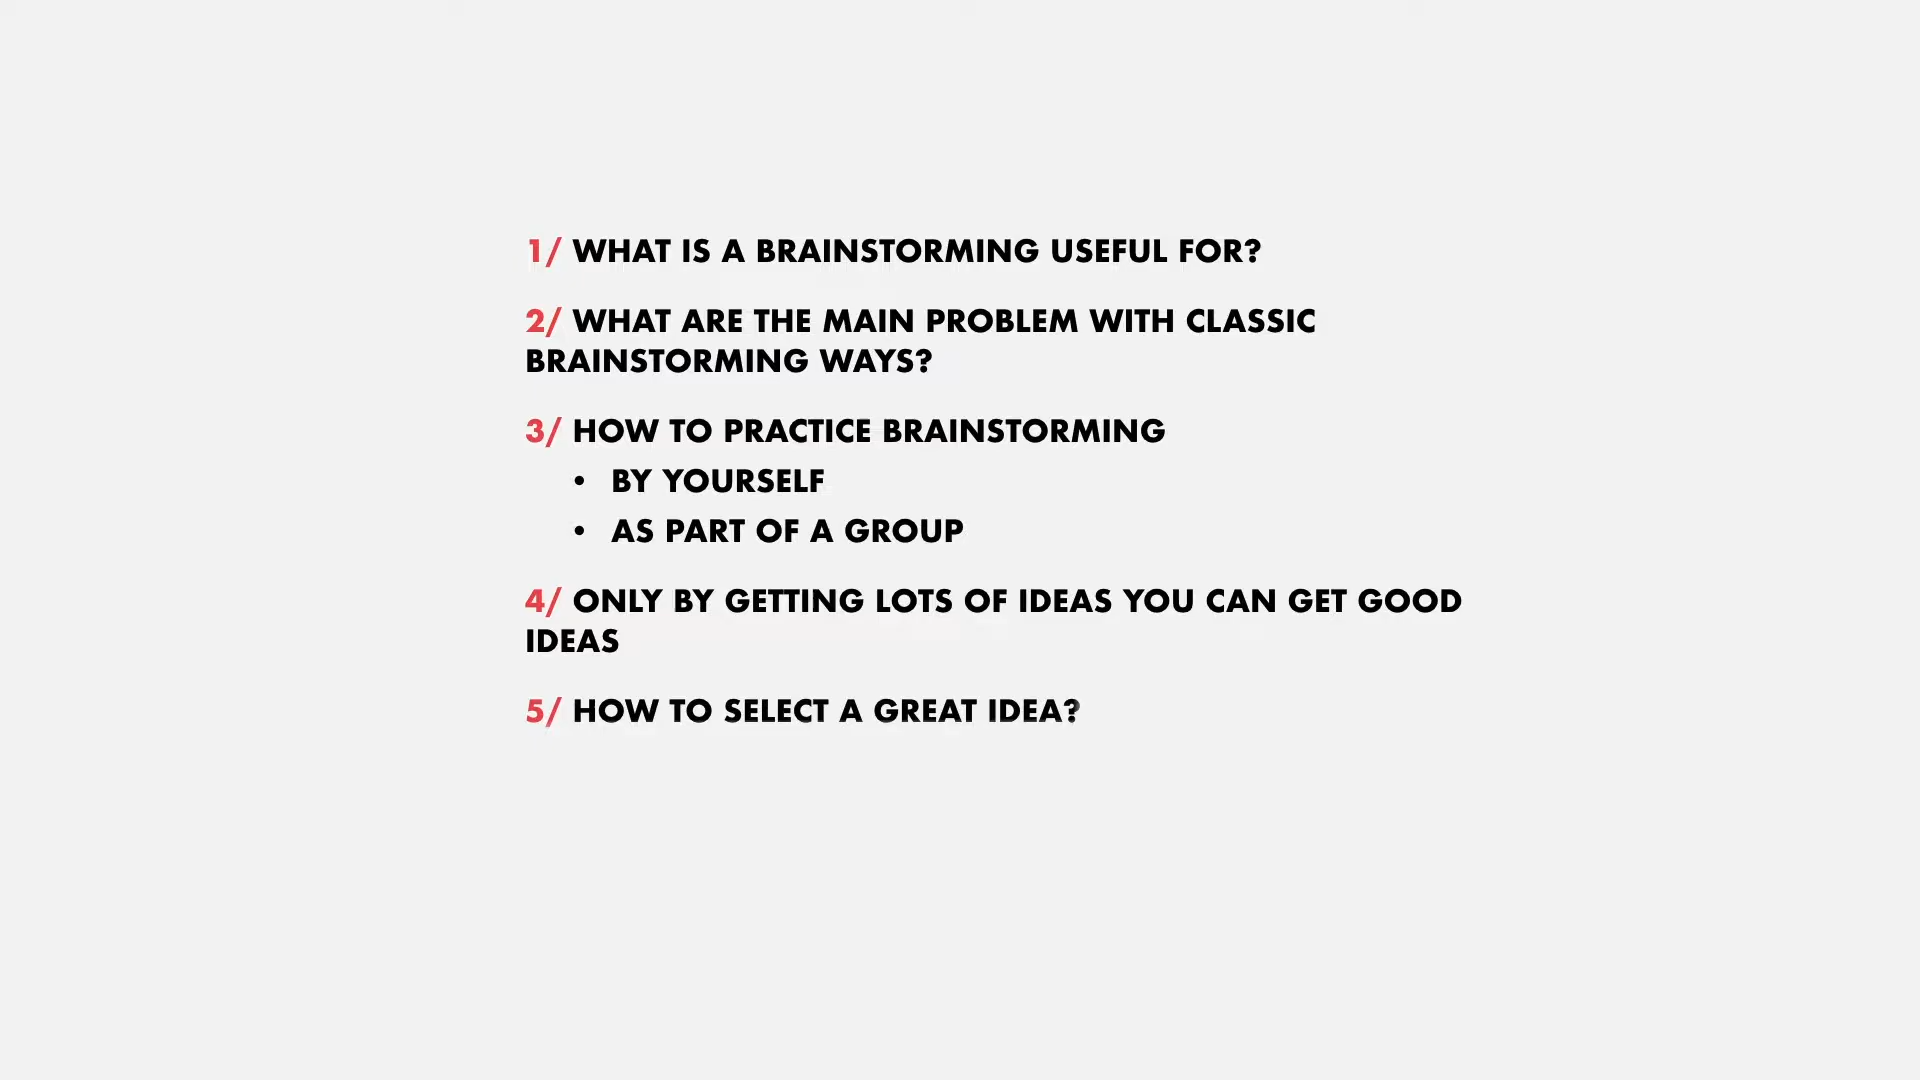 1/ WHAT IS A BRAINSTORMING USEFUL FOR?
2/ WHAT ARE THE MAIN PROBLEM WITH CLASSIC
BRAINSTORMING WAYS?
3/ HOW TO PRACTICE BRAINSTORMING
• BY YOURSELF
• AS PART OF A GROUP
4/ ONLY BY GETTING LOTS OF IDEAS YOU CAN GET GOOD
IDEAS
5/ HOW TO SELECT A GREAT IDEA?